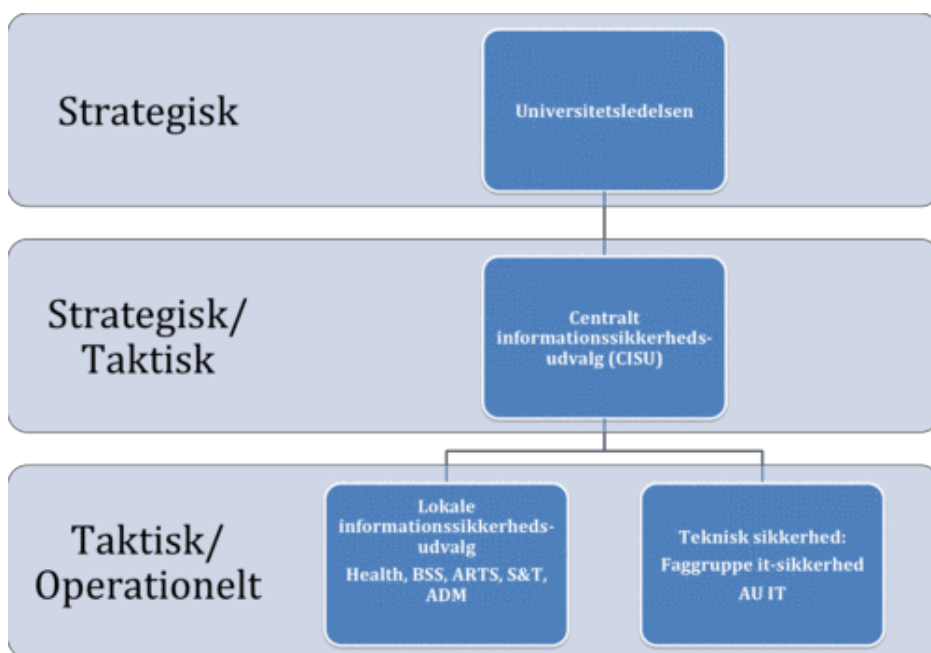 Strategisk
Universitetsledelsen
Strategisk/
Taktisk
Centralt
informationssikkerheds-
udvalg (CISU)
Taktisk/
Operationelt
Lokale
informationssikkerheds-
udvalg
Health, BSS, ARTS, S&T,
ADM
Teknisk sikkerhed:
Faggruppe it-sikkerhed
AU IT